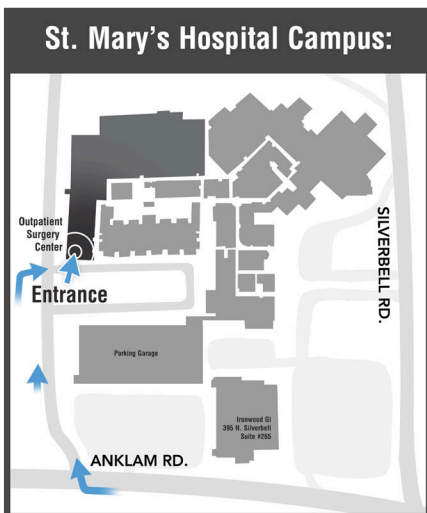 St. Mary's Hospital Campus:
Outpatient
Surgery
Center
Entrance
SILVERBELL RD.
Parking Garage
Ironwood GI
395 N. Silverbell
Suite #265
ANKLAM RD.